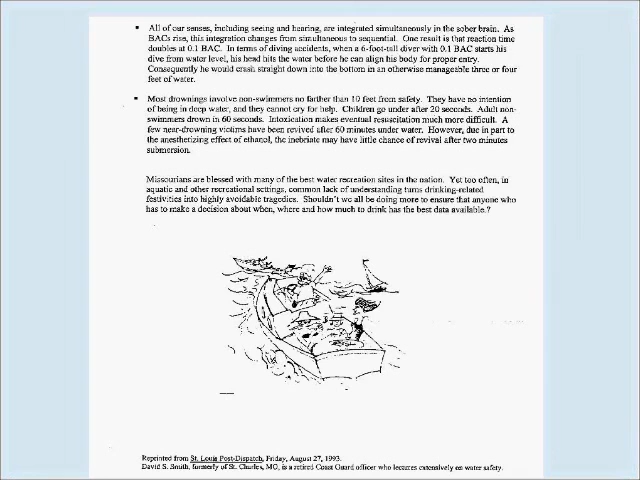 ▪ All of our senses, including seeing and hearing, are integrated simultaneously in the sober brain. As
BACs rise, this integration changes from simultaneous to sequential. One result is that reaction time
doubles at 0.1 BAC. In terms of diving accidents, when a 6-foot-tall diver with 0.1 BAC starts his
dive from water level, his head hits the water before he can align his body for proper entry.
Consequently he would crash straight down into the bottom in an otherwise manageable three or four
feet of water.
▪ Most drownings involve non-swimmers no farther than 10 feet from safety. They have no intention
of being in deep water, and they cannot cry for help. Children go under after 20 seconds. Adult non-
swimmers drown in 60 seconds. Intoxication makes eventual resuscitation much more difficult. A
few near-drowning victims have been revived after 60 minutes under water. However, due in part to
the anesthetizing effect of ethanol, the inebriate may have little chance of revival after two minutes
submersion.
Missourians are blessed with many of the best water recreation sites in the nation. Yet too often, in
aquatic and other recreational settings, common lack of understanding turns drinking-related
festivities into highly avoidable tragedies. Shouldn't we all be doing more to ensure that anyone who
has to make a decision about when, where and how much to drink has the best data available.?
Reprinted from St. Louis Post-Dispatch, Friday, August 27, 1993.
David S. Smith, formerly of St. Charles, MO, is a retired Coast Guard officer who lectures extensively on water safety.